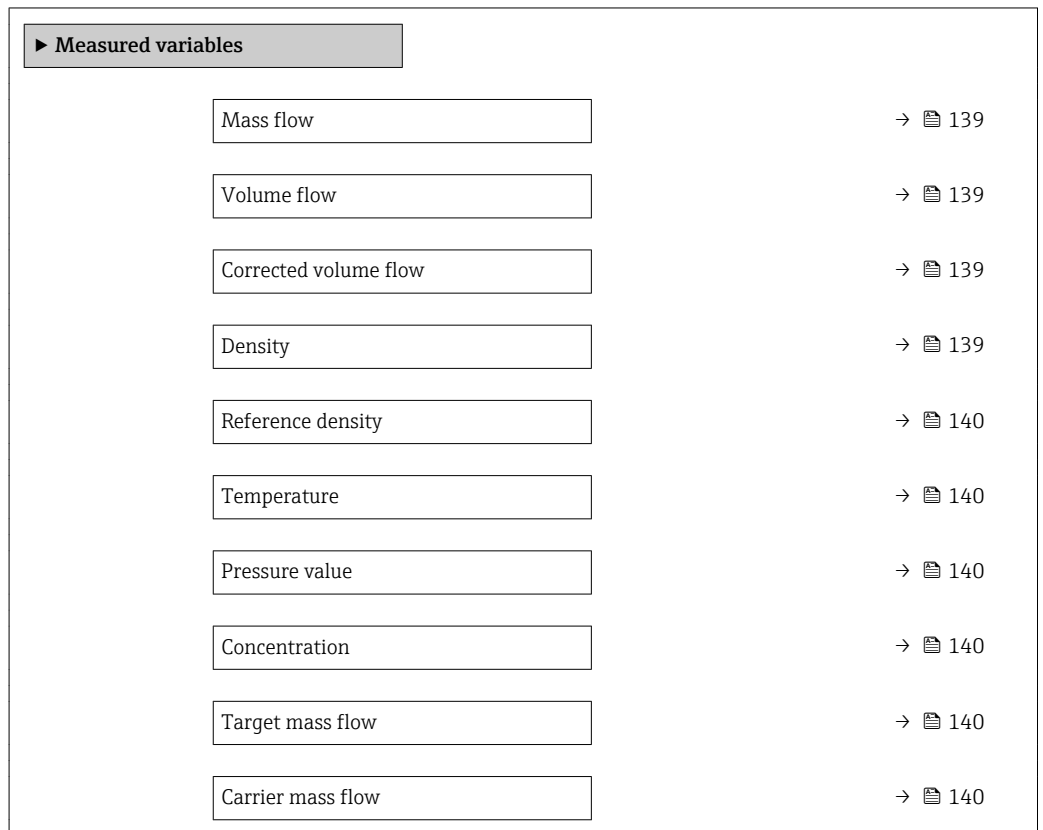 ▶ Measured variables
Mass flow → 139
Volume flow → 139
Corrected volume flow → 139
Density → 139
Reference density → 140
Temperature → 140
Pressure value → 140
Concentration → 140
Target mass flow → 140
Carrier mass flow → 140